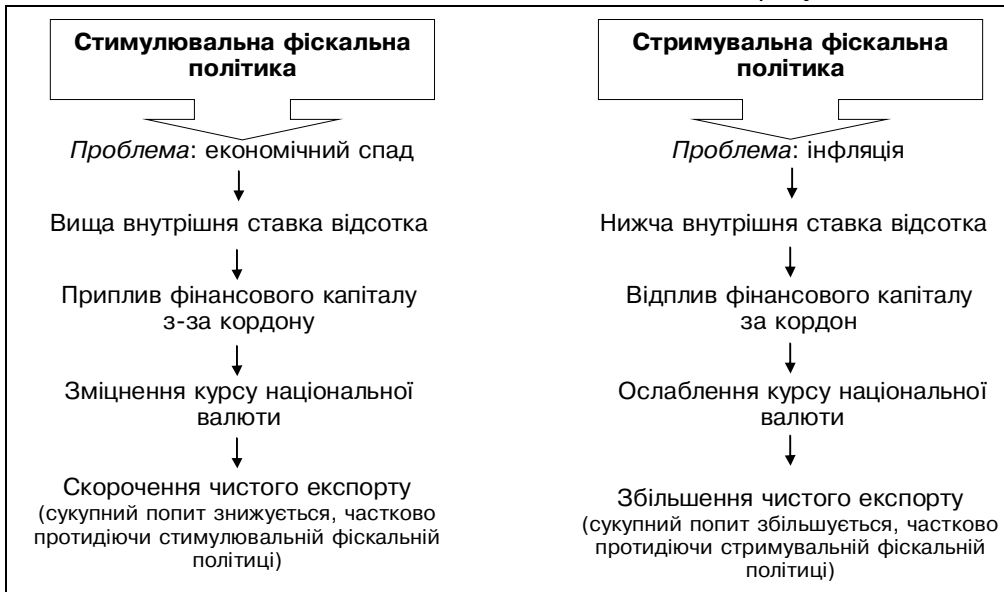 Стимулювальна фіскальна
політика
Проблема: економічний спад
Вища внутрішня ставка відсотка
Приплив фінансового капіталу
з-за кордону
Зміцнення курсу національної
валюти
Скорочення чистого експорту
(сукупний попит знижується, частково
протидіючи стимулювальній фіскальній
політиці)
Стримувальна фіскальна
політика
Проблема: інфляція
Нижча внутрішня ставка відсотка
Відплив фінансового капіталу
за кордон
Ослаблення курсу національної
валюти
Збільшення чистого експорту
(сукупний попит збільшується, частково
протидіючи стримувальній фіскальній
політиці)